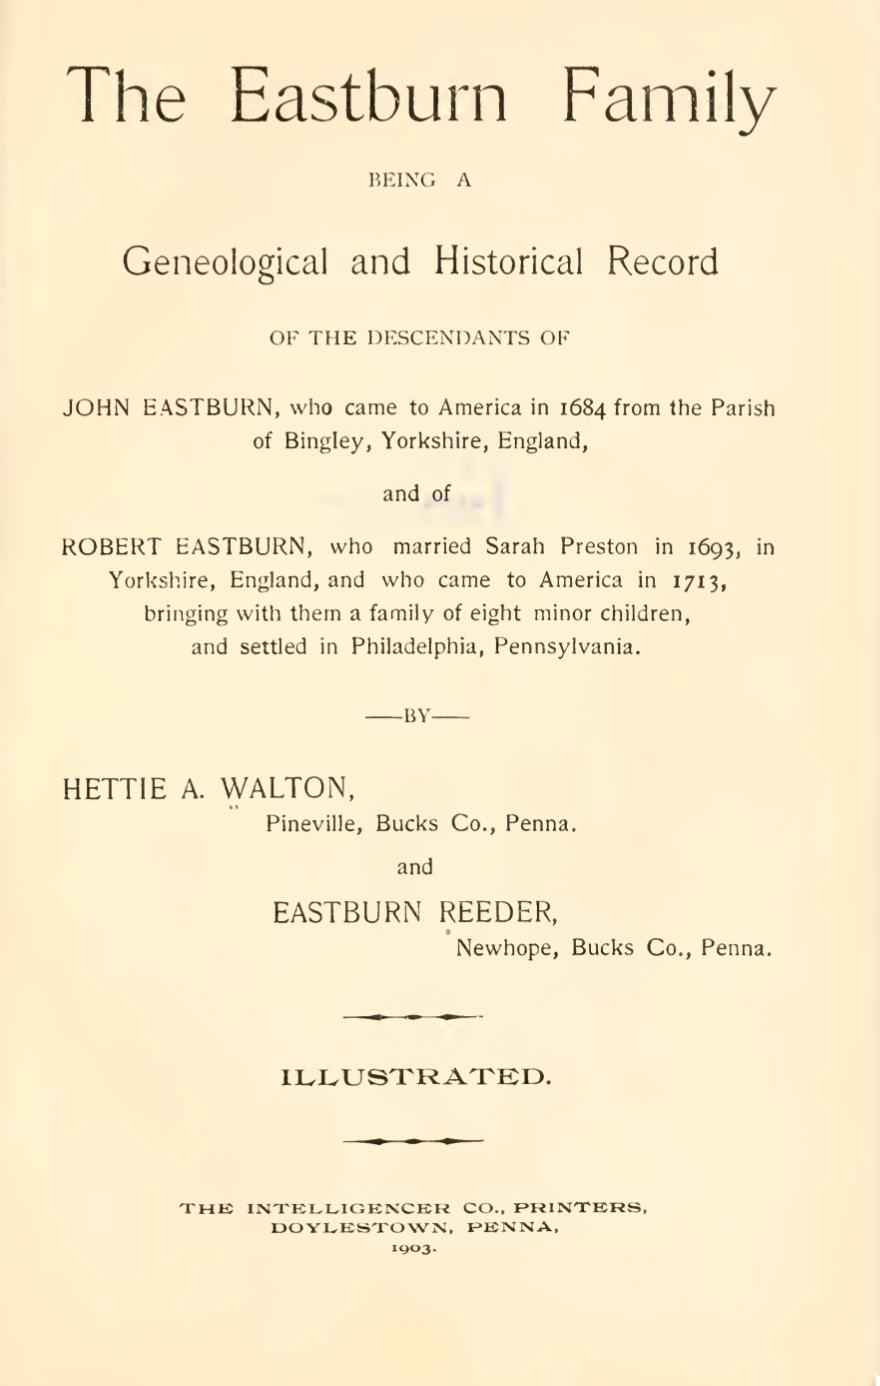 The Eastburn Family
BEING A
Geneological and Historical Record
OF THE DESCENDANTS OF
JOHN EASTBURN, who came to America in 1684 from the Parish
of Bingley, Yorkshire, England,
and of
ROBERT EASTBURN, who married Sarah Preston in 1693, in
Yorkshire, England, and who came to America in 1713,
bringing with them a family of eight minor children,
and settled in Philadelphia, Pennsylvania.
—BY—
HETTIE A. WALTON,
Pineville, Bucks Co., Penna.
and
EASTBURN REEDER,
Newhope, Bucks Co., Penna.
ILLUSTRATED.
THE INTELLIGENCER CO., PRINTERS,
DOYLESTOWN, PENNA,
1903.